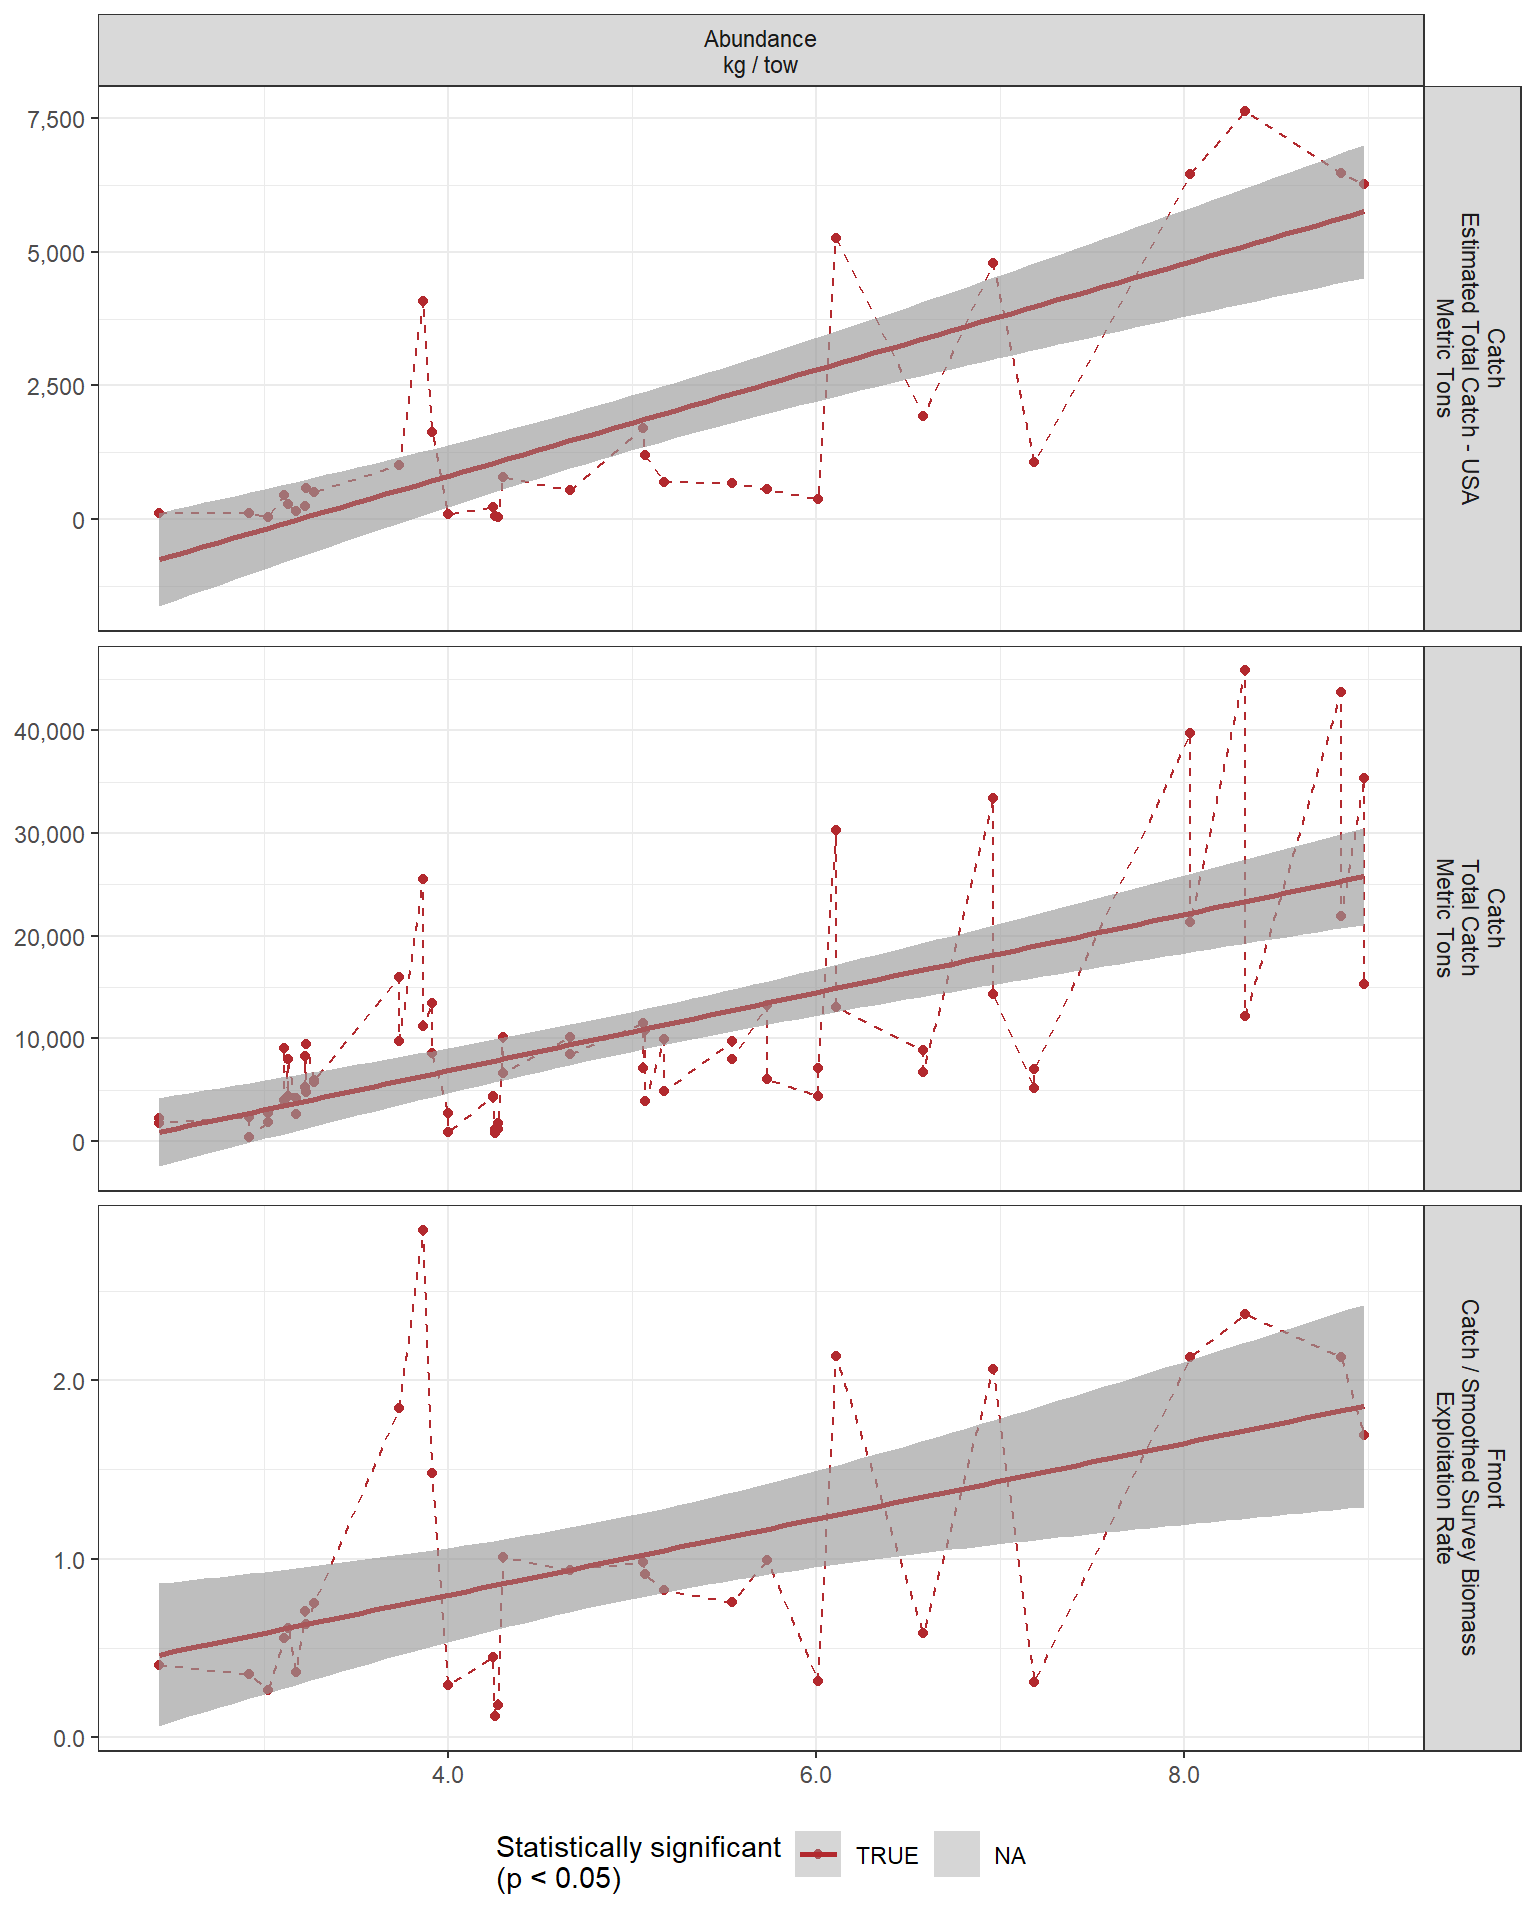 Abundance
kg / tow
7,500
5,000
2,500
0
Catch
Estimated Total Catch - USA
Metric Tons
40,000
30,000
20,000
10,000
0
Catch
Total Catch
Metric Tons
2.0
1.0
0.0
Fmort
Catch / Smoothed Survey Biomass
Exploitation Rate
4.0
6.0
8.0
Statistically significant
(p < 0.05)
TRUE
NA